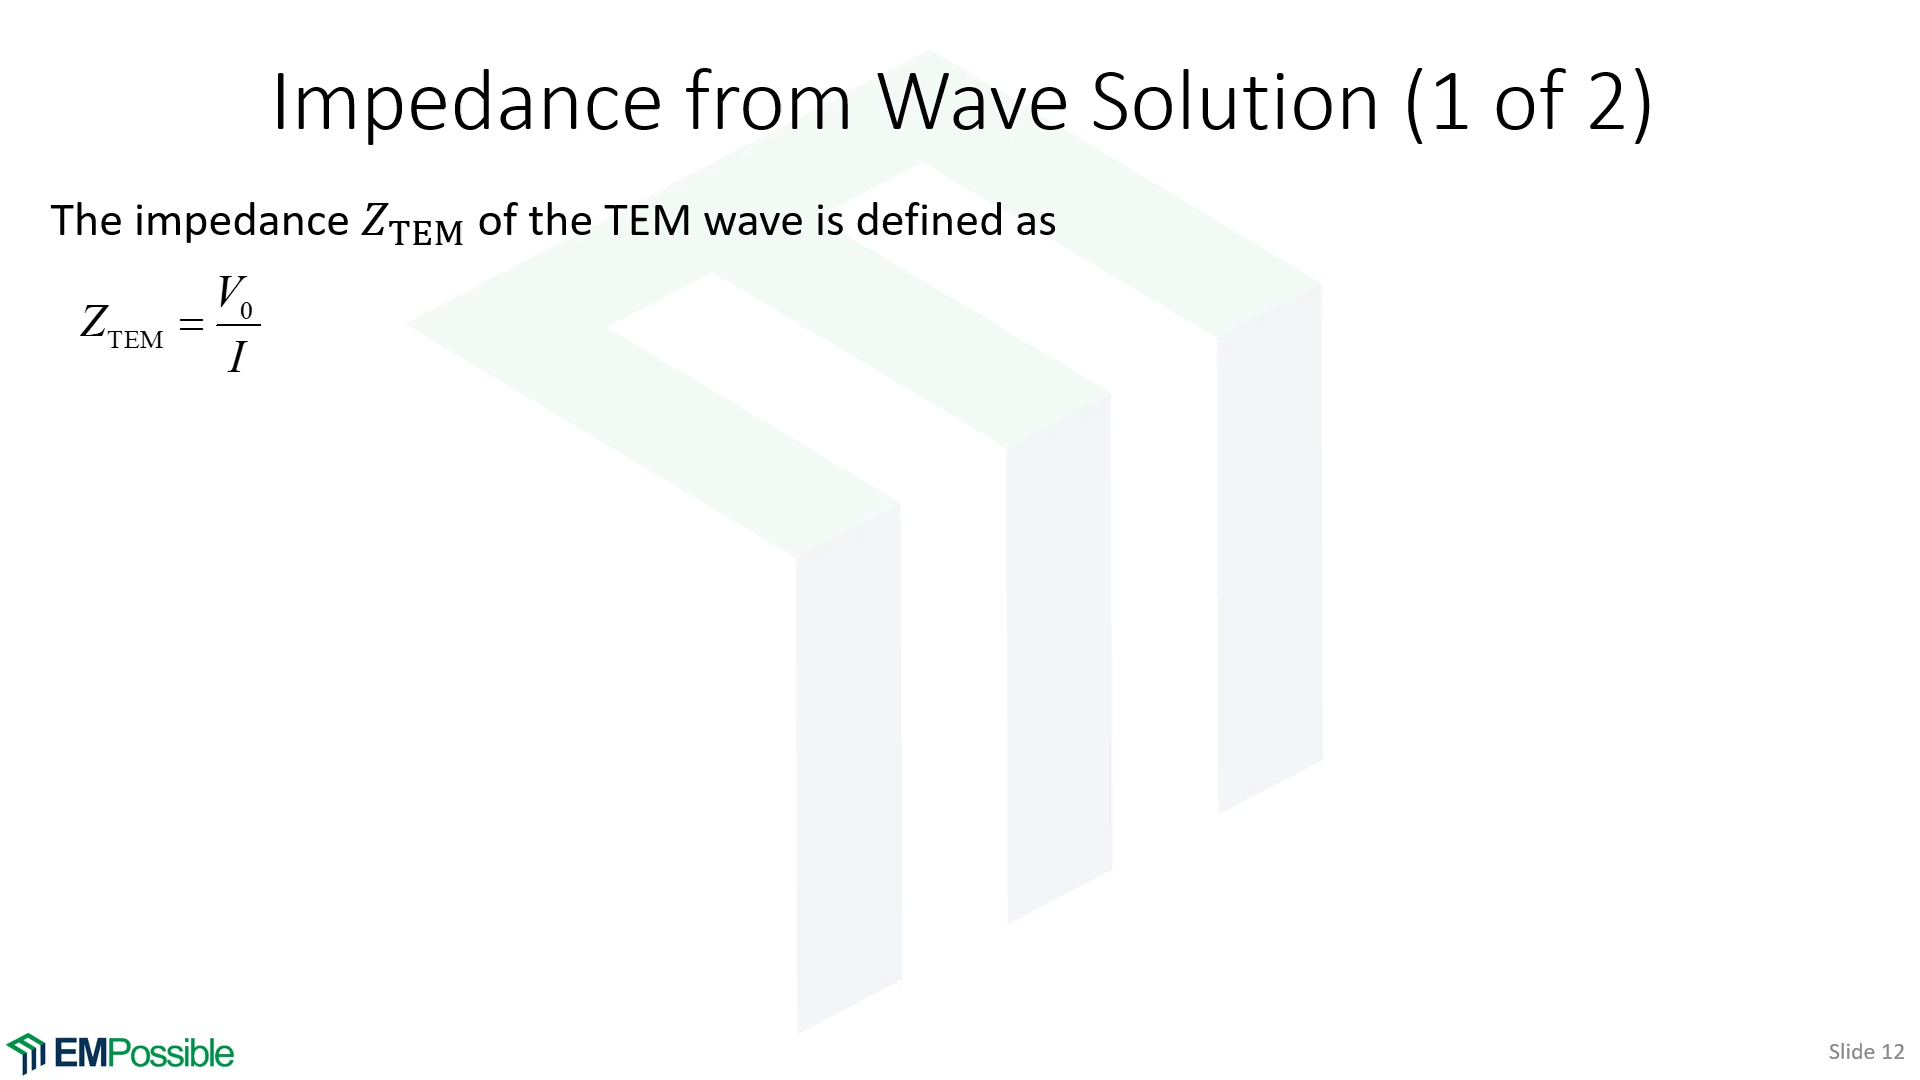 Impedance from Wave Solution (1 of 2)
The impedance Z_TEM of the TEM wave is defined as
Z_TEM = V_0 / I
EMPossible
Slide 12